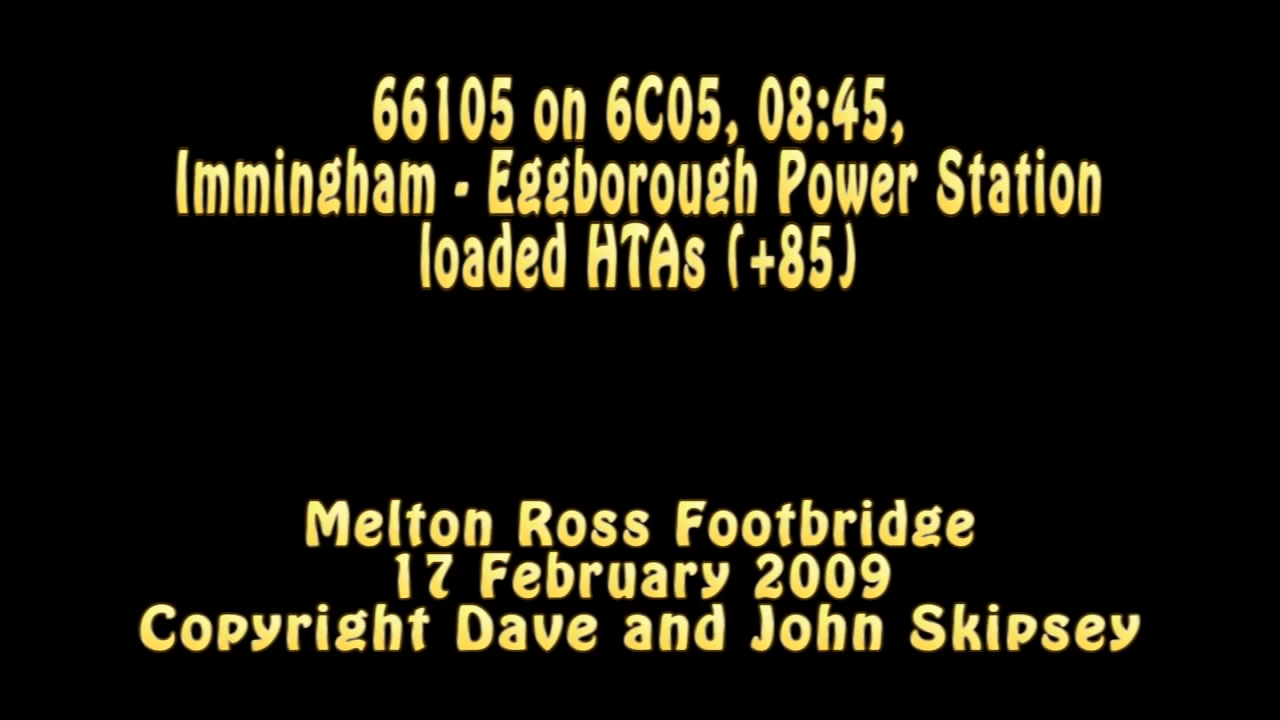 66105 on 6C05, 08:45,
Immingham - Eggborough Power Station
loaded HTAs (+85)
Melton Ross Footbridge
17 February 2009
Copyright Dave and John Skipsey